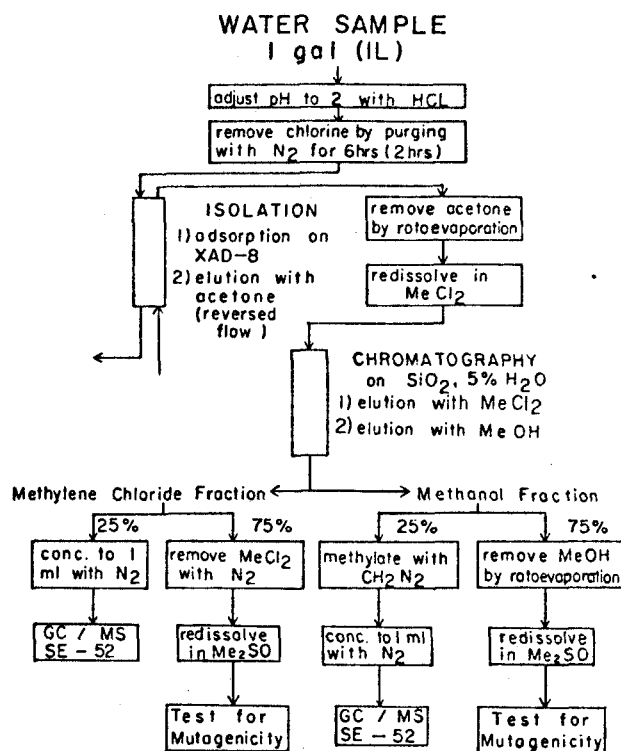 WATER SAMPLE
1 gal (1L)
adjust pH to 2 with HCL
remove chlorine by purging
with N2 for 6hrs (2hrs)
ISOLATION
1) adsorption on
XAD-8
2) elution with
acetone
(reversed
flow )
remove acetone
by rotoevaporation
redissolve in
MeCl2
CHROMATOGRAPHY
on SiO2, 5% H2O
1) elution with MeCl2
2) elution with MeOH
Methylene Chloride Fraction
Methanol Fraction
25%
75%
25%
75%
conc. to 1
ml with N2
remove MeCl2
with N2
methylate with
CH2N2
remove MeOH
by rotoevaporation
GC / MS
SE - 52
redissolve
in Me2SO
conc. to 1 ml
with N2
redissolve
in Me2SO
Test for
Mutagenicity
GC / MS
SE - 52
Test for
Mutagenicity